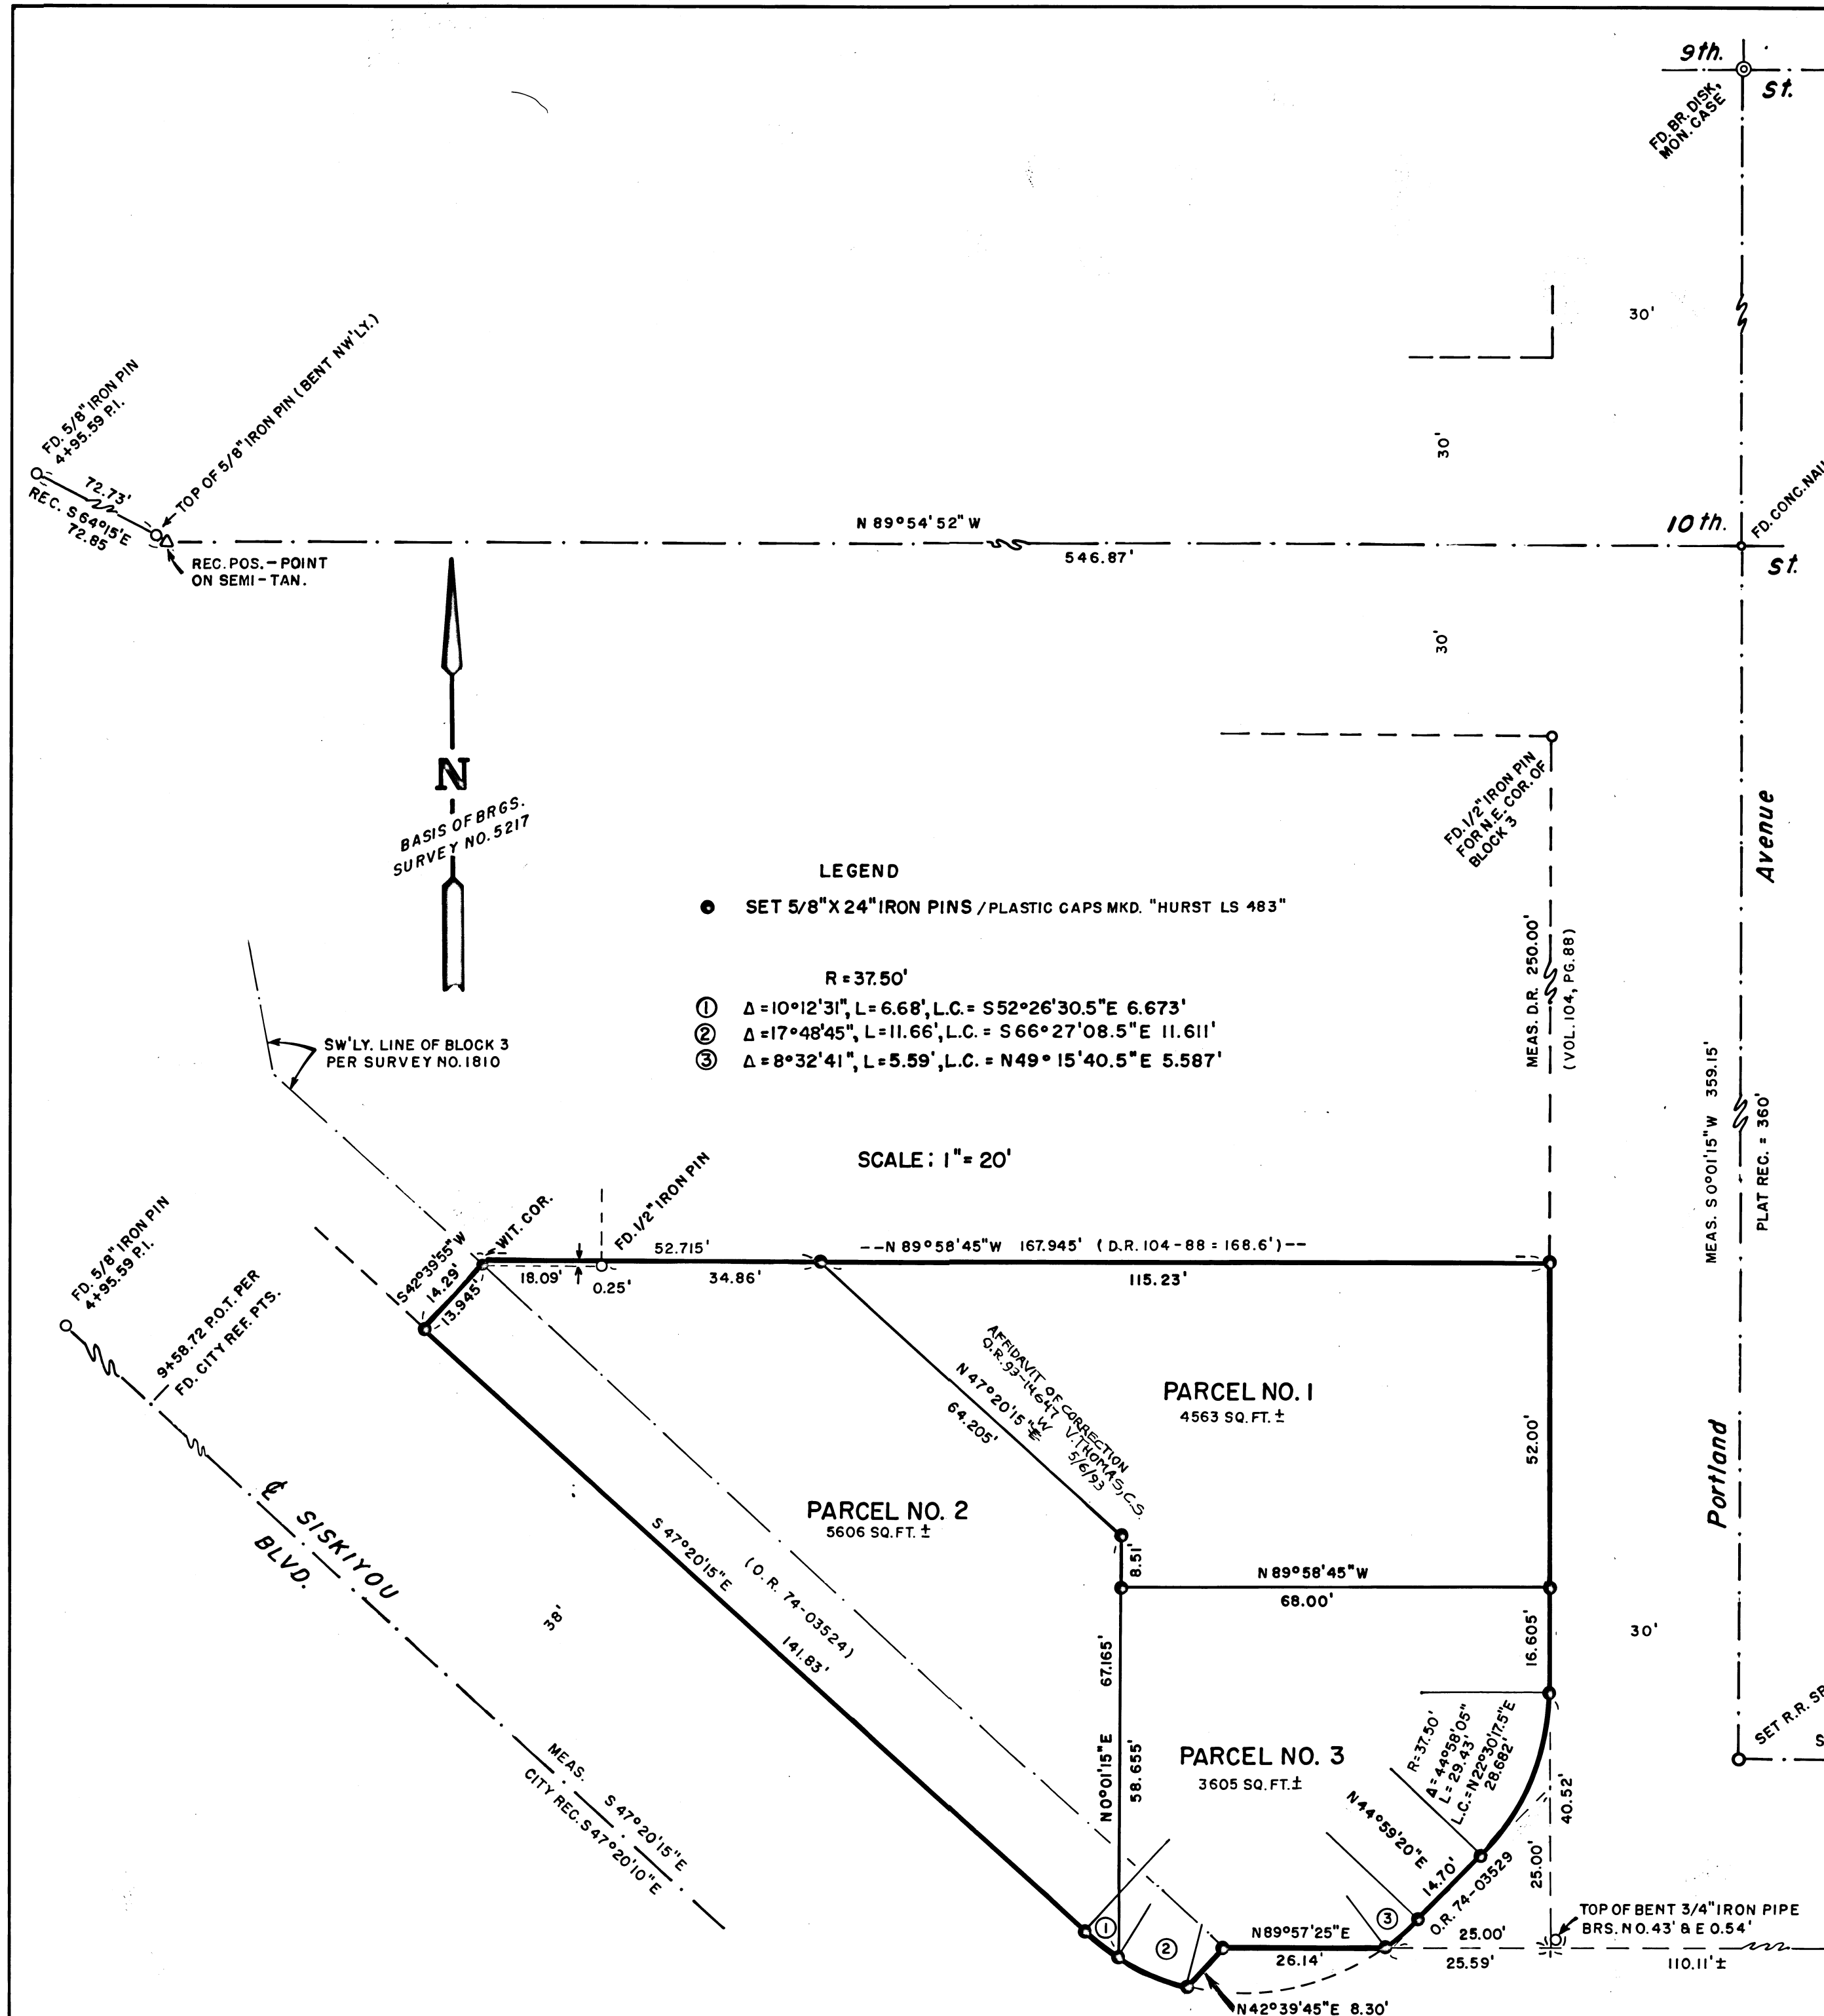 9th.
St.
FD. BR. DISK,
MON. CASE
30'
FD. 5/8" IRON PIN
4+95.59 P.I.
TOP OF 5/8" IRON PIN (BENT NW'LY.)
72.73'
REC. S 64°15'E
72.85
REC. POS. – POINT
ON SEMI-TAN.
30'
N 89°54'52" W
546.87'
10th.
St.
FD. CONC. NAIL
30'
N
BASIS OF BRGS.
SURVEY NO. 5217
FD. 1/2" IRON PIN
FOR N.E. COR. OF
BLOCK 3
Avenue
LEGEND
SET 5/8" X 24" IRON PINS / PLASTIC CAPS MKD. "HURST LS 483"
R = 37.50'
① Δ = 10°12'31", L = 6.68', L.C. = S 52°26'30.5"E 6.673'
② Δ = 17°48'45", L = 11.66', L.C. = S 66°27'08.5"E 11.611'
③ Δ = 8°32'41", L = 5.59', L.C. = N 49°15'40.5"E 5.587'
MEAS. D.R. 250.00'
(VOL. 104, PG. 88)
SW'LY. LINE OF BLOCK 3
PER SURVEY NO. 1810
MEAS. S 0°01'15" W 359.15'
PLAT REC. = 360'
SCALE: 1" = 20'
FD. 5/8" IRON PIN
4+95.59 P.I.
9+58.72 P.O.T. PER
FD. CITY REF. PTS.
S 42°39'55" W
14.29'
13.945'
WIT. COR.
FD. 1/2" IRON PIN
52.715'
--N 89°58'45"W 167.945' (D.R. 104-88 = 168.6')--
18.09'
0.25'
34.86'
115.23'
AFFIDAVIT OF CORRECTION
O.R. 93-14647 V. THOMAS, C.S.
5/6/93
N 47°20'15" W
64.205'
PARCEL NO. 1
4563 SQ. FT. ±
52.00'
Portland
PARCEL NO. 2
5606 SQ. FT. ±
8.51'
N 89°58'45"W
68.00'
℄ SISKIYOU
BLVD.
38'
S 47°20'15"E
141.83'
(O.R. 74-03524)
67.165'
N 0°01'15"E
58.655'
16.605'
30'
PARCEL NO. 3
3605 SQ. FT. ±
R = 37.50'
Δ = 44°58'05"
L = 29.43'
L.C. = N 22°30'17.5"E
28.682'
SET R.R. SP
S
MEAS. S 47°20'15"E
CITY REC. S 47°20'10"E
N 44°59'20"E
14.70'
O.R. 74-03529
40.52'
25.00'
TOP OF BENT 3/4" IRON PIPE
BRS. N 0.43' & E 0.54'
①
②
③
N 89°57'25"E
26.14'
25.00'
25.59'
110.11' ±
N 42°39'45"E 8.30'